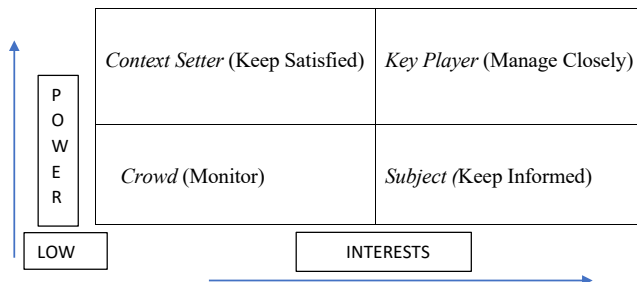 Context Setter (Keep Satisfied)
Key Player (Manage Closely)
P
O
W
E
R
Crowd (Monitor)
Subject (Keep Informed)
LOW
INTERESTS